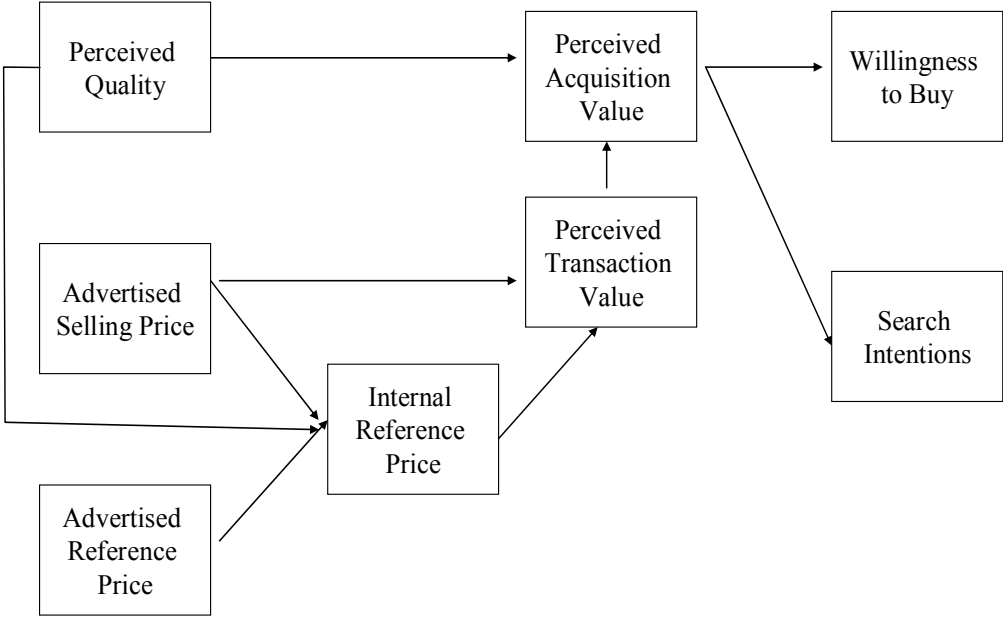 Perceived
Quality
Perceived
Acquisition
Value
Willingness
to Buy
Advertised
Selling Price
Perceived
Transaction
Value
Search
Intentions
Internal
Reference
Price
Advertised
Reference
Price